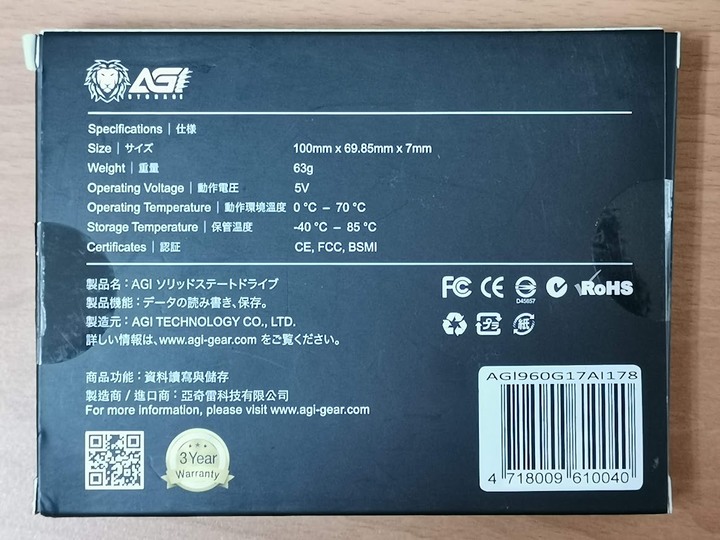 AGI
STORAGE
Specifications | 仕様
Size | サイズ 100mm x 69.85mm x 7mm
Weight | 重量 63g
Operating Voltage | 動作電圧 5V
Operating Temperature | 動作環境溫度 0 °C – 70 °C
Storage Temperature | 保管温度 -40 °C – 85 °C
Certificates | 認証 CE, FCC, BSMI
製品名：AGI ソリッドステートドライブ
製品機能：データの読み書き、保存。
製造元：AGI TECHNOLOGY CO., LTD.
詳しい情報は、www.agi-gear.com をご覧ください。
FC CE D45657 RoHS
プラ 紙
商品功能：資料讀寫與儲存
製造商 / 進口商：亞奇雷科技有限公司
For more information, please visit www.agi-gear.com
3 Year
Warranty
AGI960G17AI178
4 718009 610040